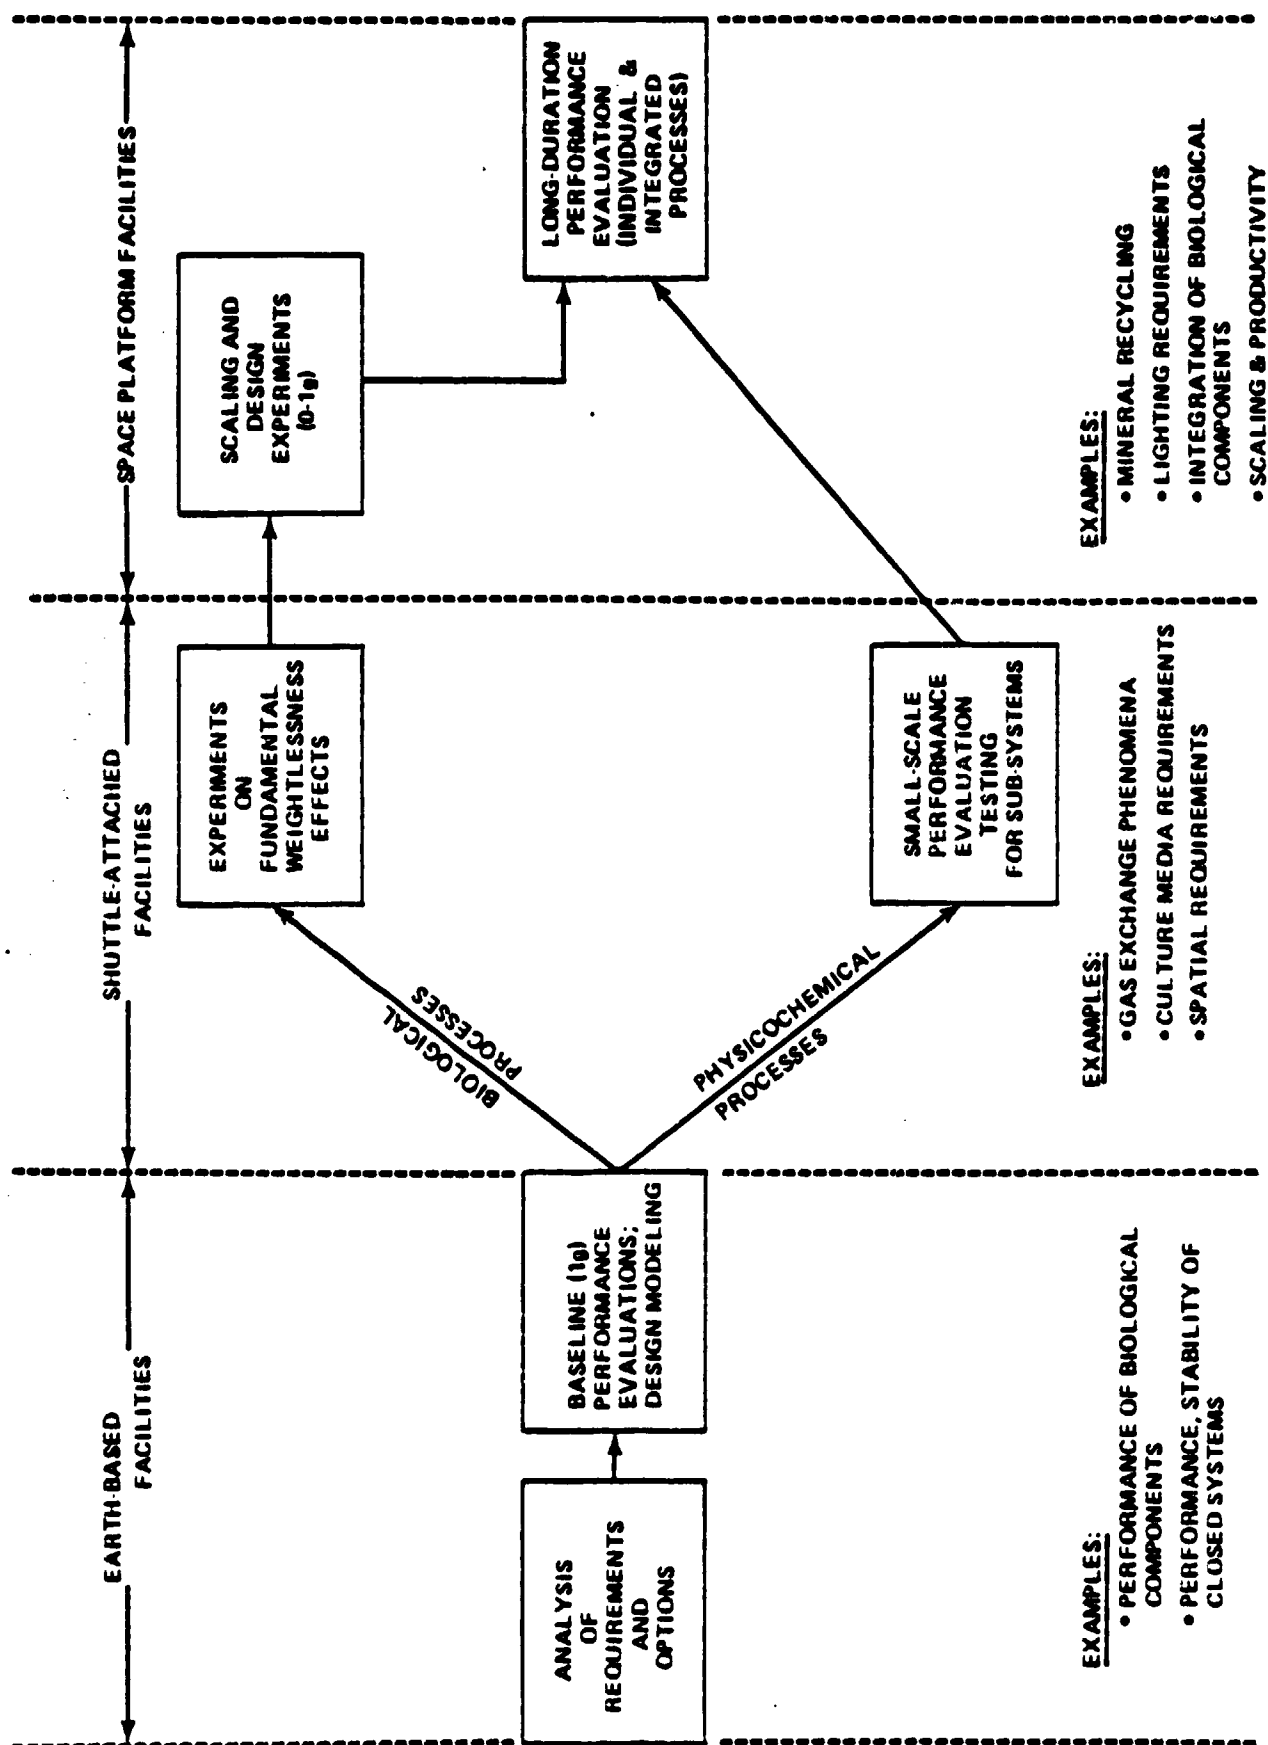 EARTH-BASED
FACILITIES
SHUTTLE-ATTACHED
FACILITIES
SPACE PLATFORM FACILITIES
ANALYSIS
OF
REQUIREMENTS
AND
OPTIONS
BASELINE (1g)
PERFORMANCE
EVALUATIONS;
DESIGN MODELING
BIOLOGICAL
PROCESSES
PHYSICOCHEMICAL
PROCESSES
EXPERIMENTS
ON
FUNDAMENTAL
WEIGHTLESSNESS
EFFECTS
SMALL-SCALE
PERFORMANCE
EVALUATION
TESTING
FOR SUB-SYSTEMS
SCALING AND
DESIGN
EXPERIMENTS
(0-1g)
LONG-DURATION
PERFORMANCE
EVALUATION
(INDIVIDUAL &
INTEGRATED
PROCESSES)
EXAMPLES:
• PERFORMANCE OF BIOLOGICAL
COMPONENTS
• PERFORMANCE, STABILITY OF
CLOSED SYSTEMS
EXAMPLES:
• GAS EXCHANGE PHENOMENA
• CULTURE MEDIA REQUIREMENTS
• SPATIAL REQUIREMENTS
EXAMPLES:
• MINERAL RECYCLING
• LIGHTING REQUIREMENTS
• INTEGRATION OF BIOLOGICAL
COMPONENTS
• SCALING & PRODUCTIVITY